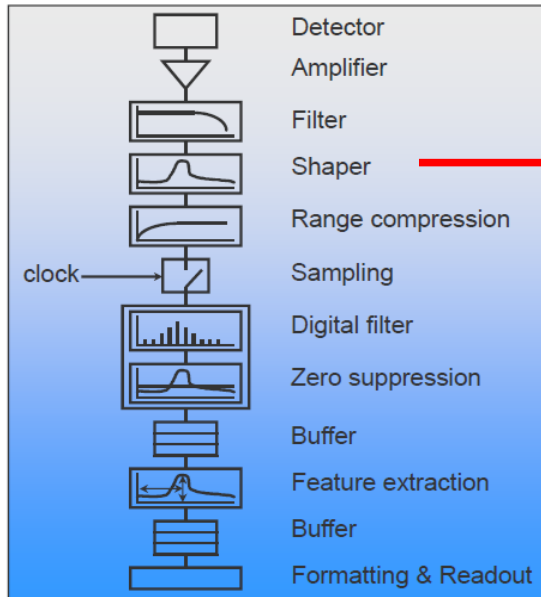 Detector
Amplifier
Filter
Shaper
Range compression
clock
Sampling
Digital filter
Zero suppression
Buffer
Feature extraction
Buffer
Formatting & Readout